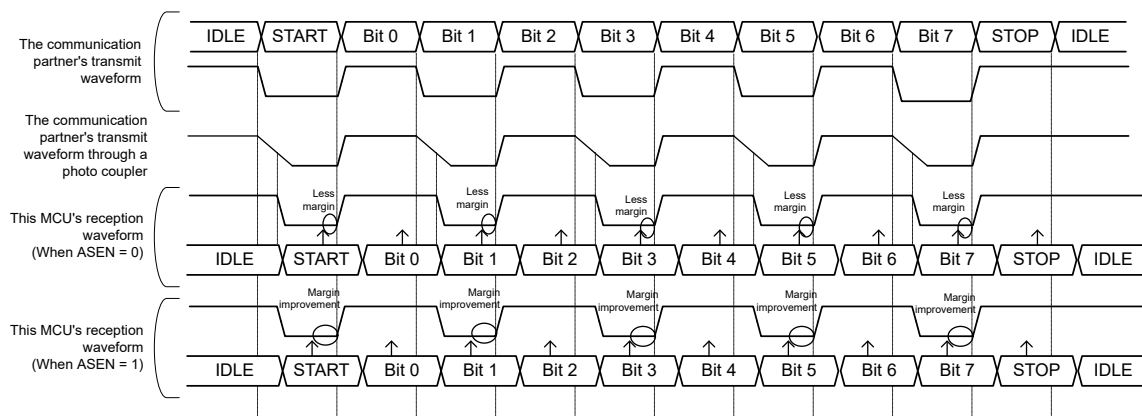 IDLE START Bit 0 Bit 1 Bit 2 Bit 3 Bit 4 Bit 5 Bit 6 Bit 7 STOP IDLE
The communication
partner's transmit
waveform
The communication
partner's transmit
waveform through a
photo coupler
Less
margin
Less
margin
Less
margin
Less
margin
Less
margin
This MCU's reception
waveform
(When ASEN = 0)
IDLE START Bit 0 Bit 1 Bit 2 Bit 3 Bit 4 Bit 5 Bit 6 Bit 7 STOP IDLE
Margin
improvement
Margin
improvement
Margin
improvement
Margin
improvement
Margin
improvement
This MCU's reception
waveform
(When ASEN = 1)
IDLE START Bit 0 Bit 1 Bit 2 Bit 3 Bit 4 Bit 5 Bit 6 Bit 7 STOP IDLE